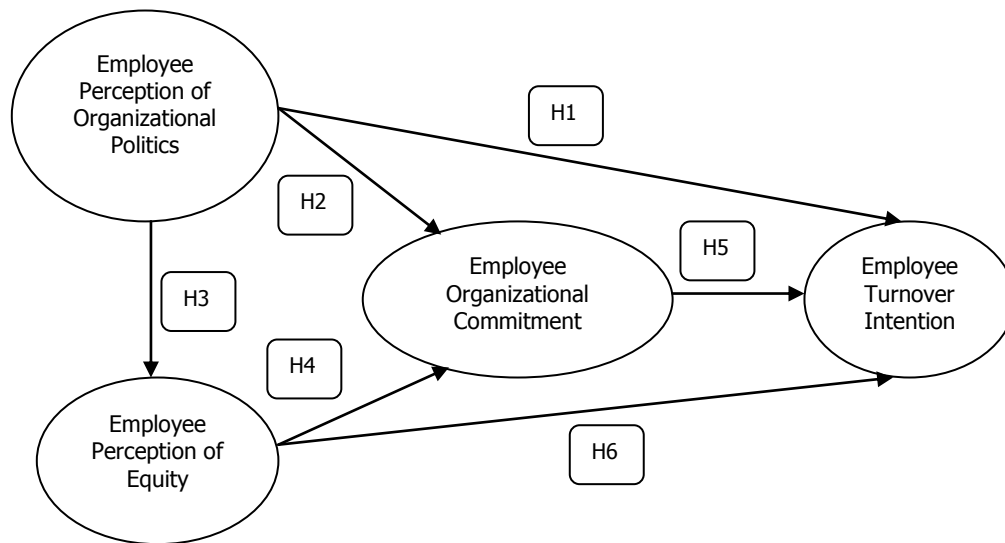 Employee
Perception of
Organizational
Politics
H1
H2
Employee
Organizational
Commitment
H5
Employee
Turnover
Intention
H3
H4
Employee
Perception of
Equity
H6